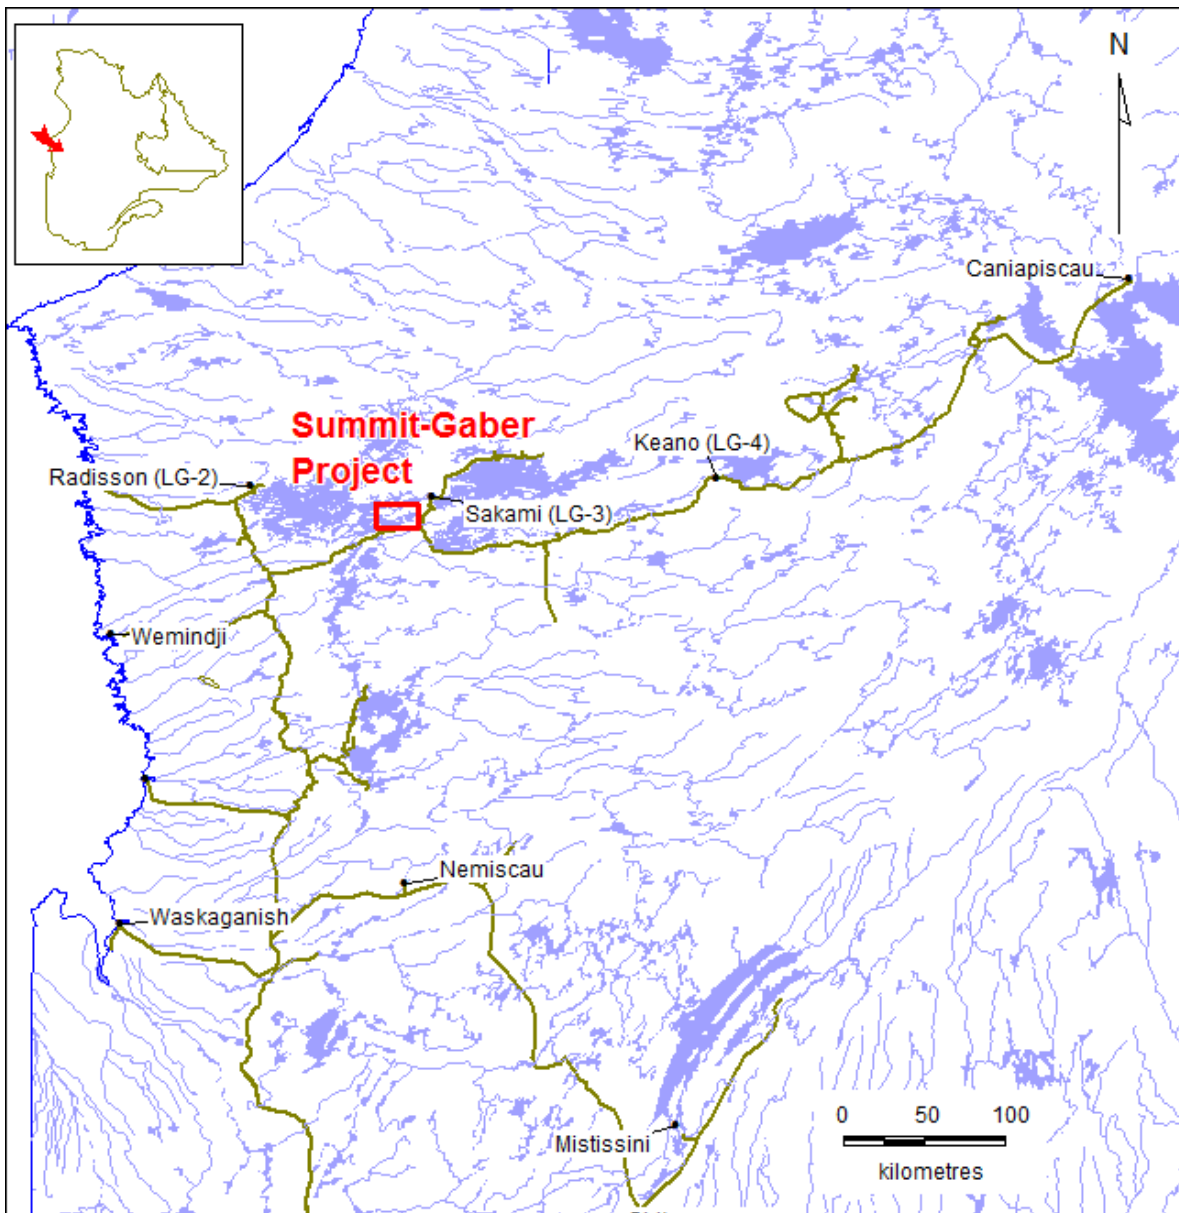 N
Caniapiscau
Summit-Gaber
Project
Keano (LG-4)
Radisson (LG-2)
Sakami (LG-3)
Wemindji
Nemiscau
Waskaganish
Mistissini
0 50 100
kilometres